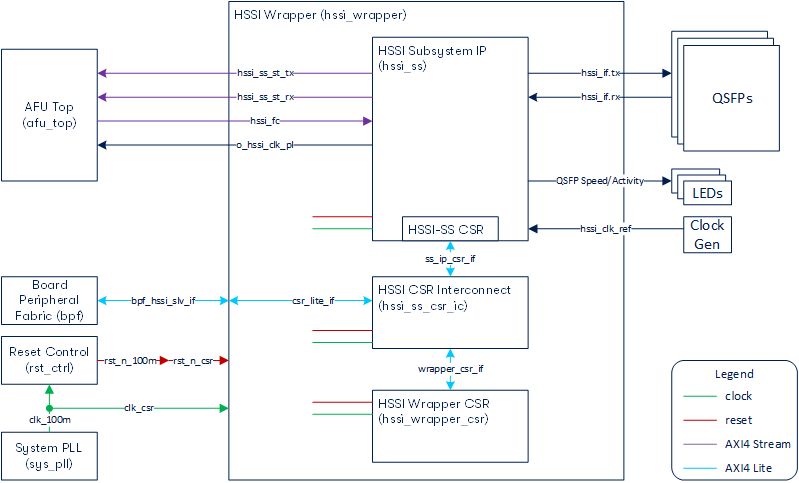 HSSI Wrapper (hssi_wrapper)
HSSI Subsystem IP
(hssi_ss)
AFU Top
(afu_top)
hssi_ss_st_tx
hssi_ss_st_rx
hssi_fc
o_hssi_clk_pl
hssi_if.tx
hssi_if.rx
QSFPs
QSFP Speed/Activity
LEDs
HSSI-SS CSR
hssi_clk_ref
Clock
Gen
ss_ip_csr_if
Board
Peripheral
Fabric (bpf)
bpf_hssi_slv_if
csr_lite_if
HSSI CSR Interconnect
(hssi_ss_csr_ic)
Reset Control
(rst_ctrl)
rst_n_100m
rst_n_csr
wrapper_csr_if
clk_100m
clk_csr
HSSI Wrapper CSR
(hssi_wrapper_csr)
System PLL
(sys_pll)
Legend
clock
reset
AXI4 Stream
AXI4 Lite